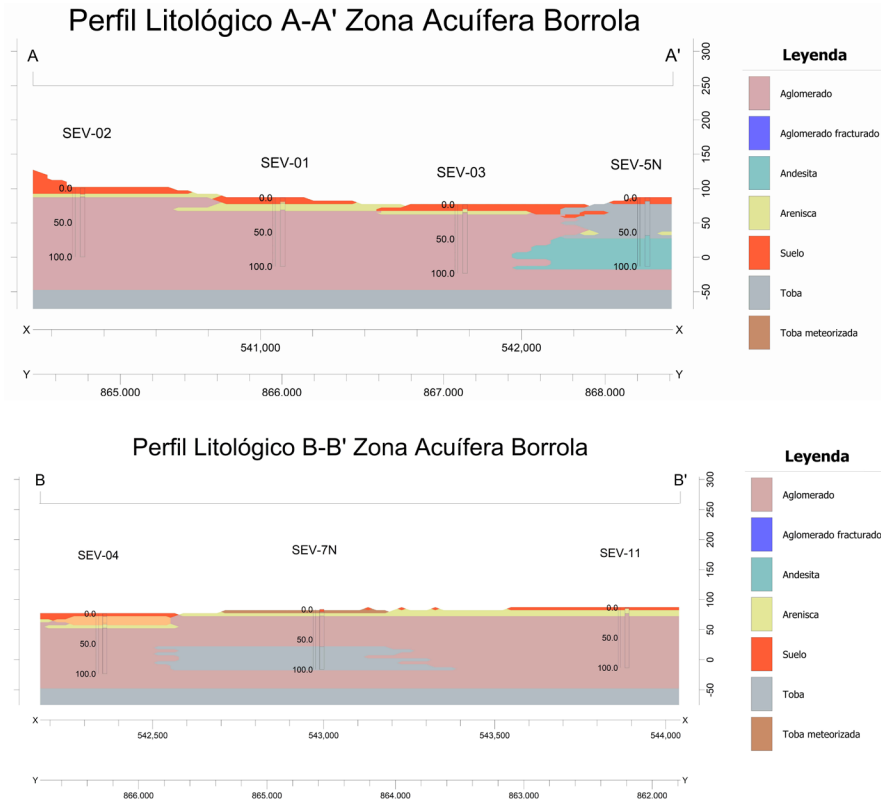 Perfil Litológico A-A' Zona Acuífera Borrola
A A'
SEV-02
SEV-01
SEV-03
SEV-5N
0.0
50.0
100.0
0.0
50.0
100.0
0.0
50.0
100.0
0.0
50.0
100.0
300
250
200
150
100
50
0
-50
X X
541,000 542,000
Y Y
865.000 866.000 867.000 868.000
Leyenda
Aglomerado
Aglomerado fracturado
Andesita
Arenisca
Suelo
Toba
Toba meteorizada
Perfil Litológico B-B' Zona Acuífera Borrola
B B'
SEV-04
SEV-7N
SEV-11
0.0
50.0
100.0
0.0
50.0
100.0
0.0
50.0
100.0
300
250
200
150
100
50
0
-50
X X
542,500 543,000 543,500 544,000
Y Y
866.000 865.000 864.000 863.000 862.000
Leyenda
Aglomerado
Aglomerado fracturado
Andesita
Arenisca
Suelo
Toba
Toba meteorizada